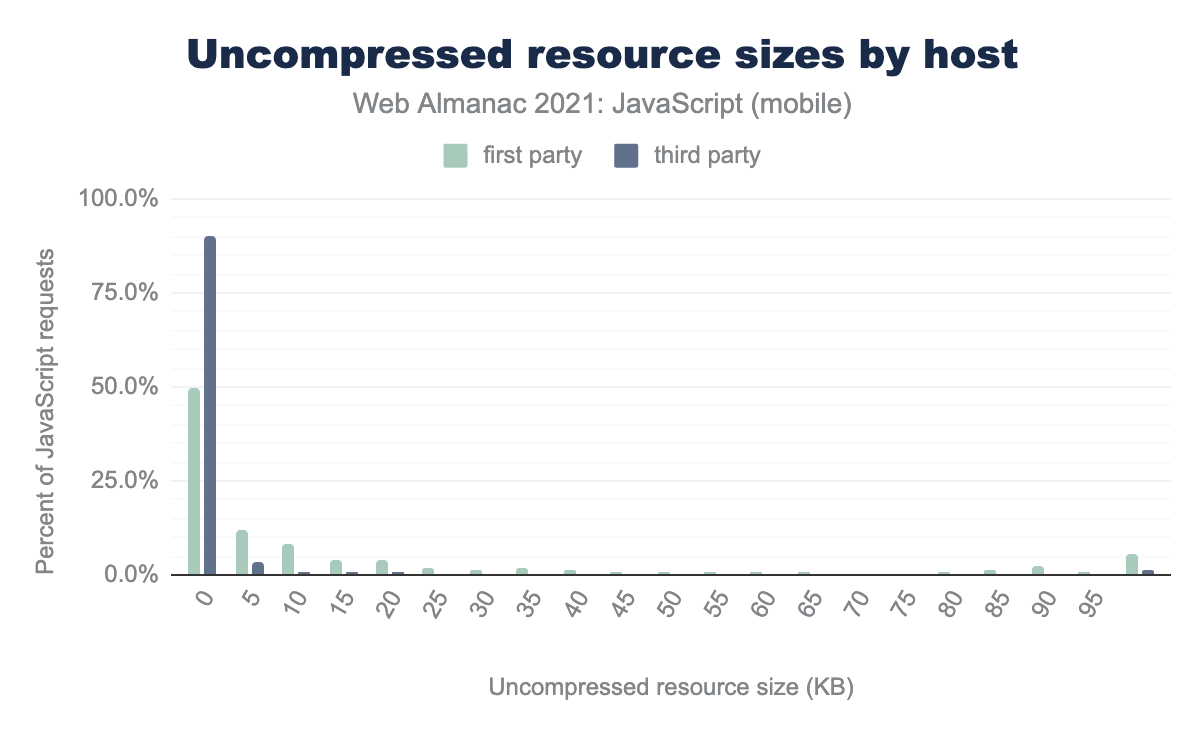 Uncompressed resource sizes by host
Web Almanac 2021: JavaScript (mobile)
first party third party
Percent of JavaScript requests
100.0%
75.0%
50.0%
25.0%
0.0%
0 5 10 15 20 25 30 35 40 45 50 55 60 65 70 75 80 85 90 95
Uncompressed resource size (KB)